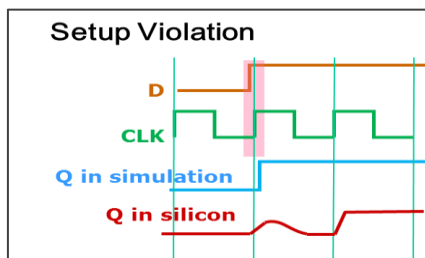 Setup Violation
D
CLK
Q in simulation
Q in silicon